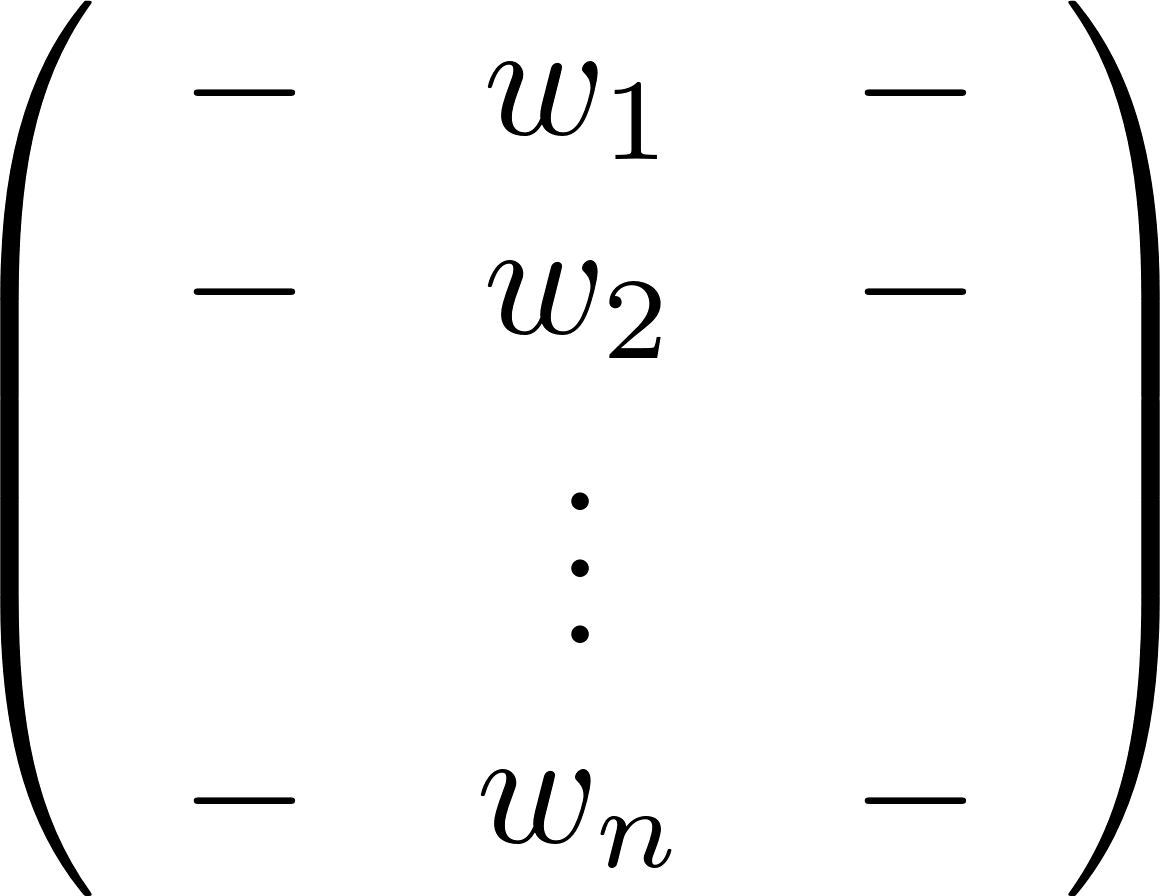 — w₁ —
— w₂ —
⋮
— wₙ —